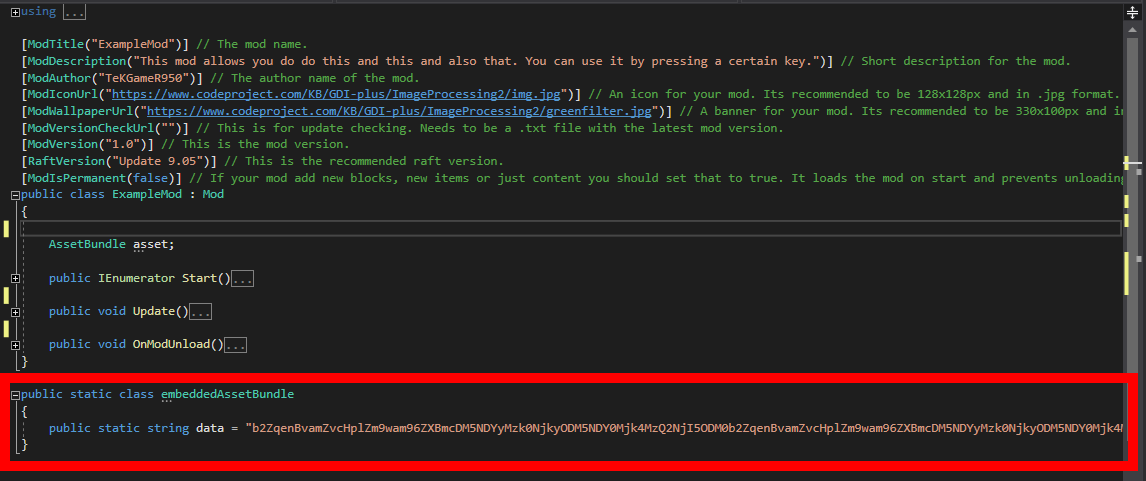 using ...
[ModTitle("ExampleMod")] // The mod name.
[ModDescription("This mod allows you do do this and this and also that. You can use it by pressing a certain key.")] // Short description for the mod.
[ModAuthor("TeKGameR950")] // The author name of the mod.
[ModIconUrl("https://www.codeproject.com/KB/GDI-plus/ImageProcessing2/img.jpg")] // An icon for your mod. Its recommended to be 128x128px and in .jpg format.
[ModWallpaperUrl("https://www.codeproject.com/KB/GDI-plus/ImageProcessing2/greenfilter.jpg")] // A banner for your mod. Its recommended to be 330x100px and in
[ModVersionCheckUrl("")] // This is for update checking. Needs to be a .txt file with the latest mod version.
[ModVersion("1.0")] // This is the mod version.
[RaftVersion("Update 9.05")] // This is the recommended raft version.
[ModIsPermanent(false)] // If your mod add new blocks, new items or just content you should set that to true. It loads the mod on start and prevents unloading
public class ExampleMod : Mod
{
AssetBundle asset;
public IEnumerator Start()...
public void Update()...
public void OnModUnload()...
}
public static class embeddedAssetBundle
{
public static string data = "b2ZqenBvamZvcHplZm9wam96ZXBmcDM5NDYyMzk0NjkyODM5NDY0Mjk4MzQ2NjI5ODM0b2ZqenBvamZvcHplZm9wam96ZXBmcDM5NDYyMzk0NjkyODM5NDY0Mjk4M
}